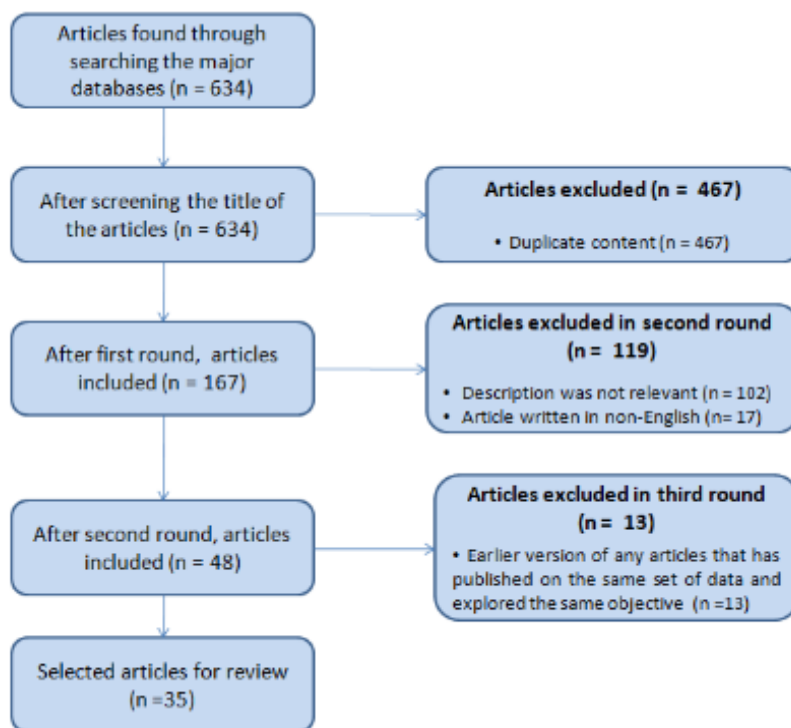 Articles found through
searching the major
databases (n = 634)
After screening the title of
the articles (n = 634)
Articles excluded (n = 467)
• Duplicate content (n = 467)
After first round, articles
included (n = 167)
Articles excluded in second round
(n = 119)
• Description was not relevant (n = 102)
• Article written in non-English (n= 17)
After second round, articles
included (n = 48)
Articles excluded in third round
(n = 13)
• Earlier version of any articles that has
published on the same set of data and
explored the same objective (n =13)
Selected articles for review
(n =35)